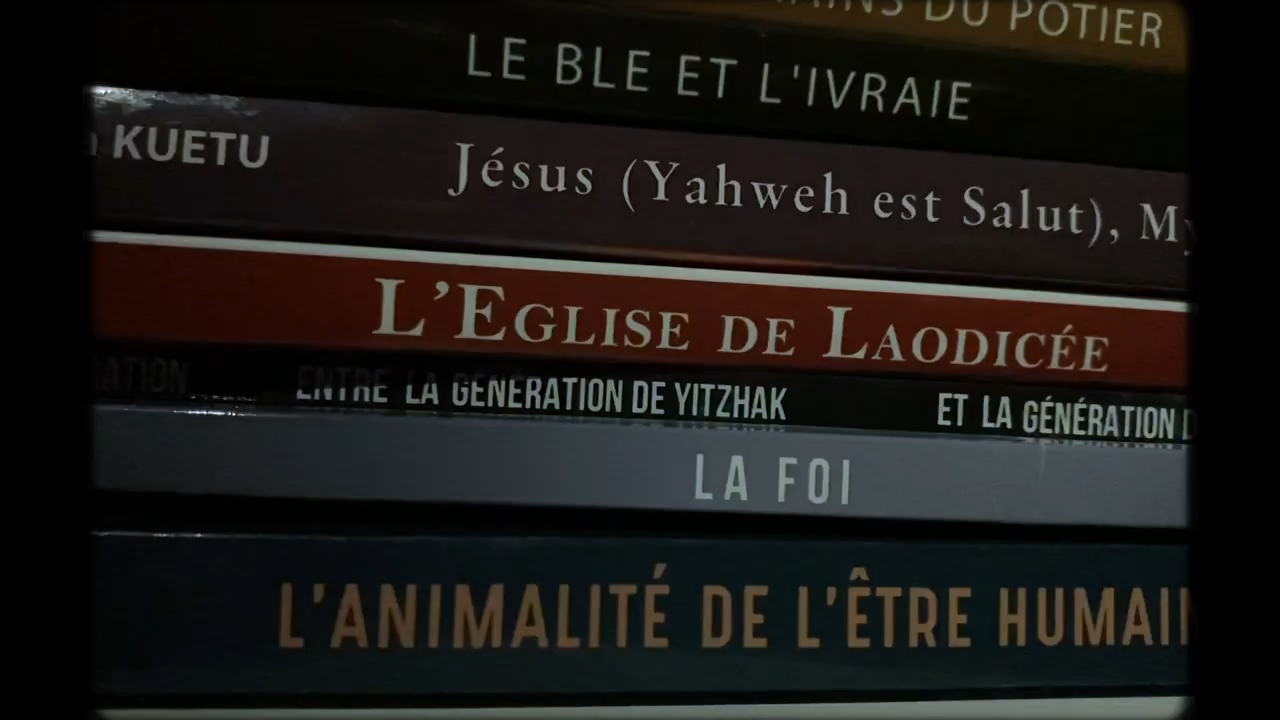 DU POTIER
LE BLE ET L'IVRAIE
KUETU Jésus (Yahweh est Salut),
L'EGLISE DE LAODICÉE
ENTRE LA GÉNÉRATION DE YITZHAK ET LA GÉNÉRATION
LA FOI
L'ANIMALITÉ DE L'ÊTRE HUMAIN